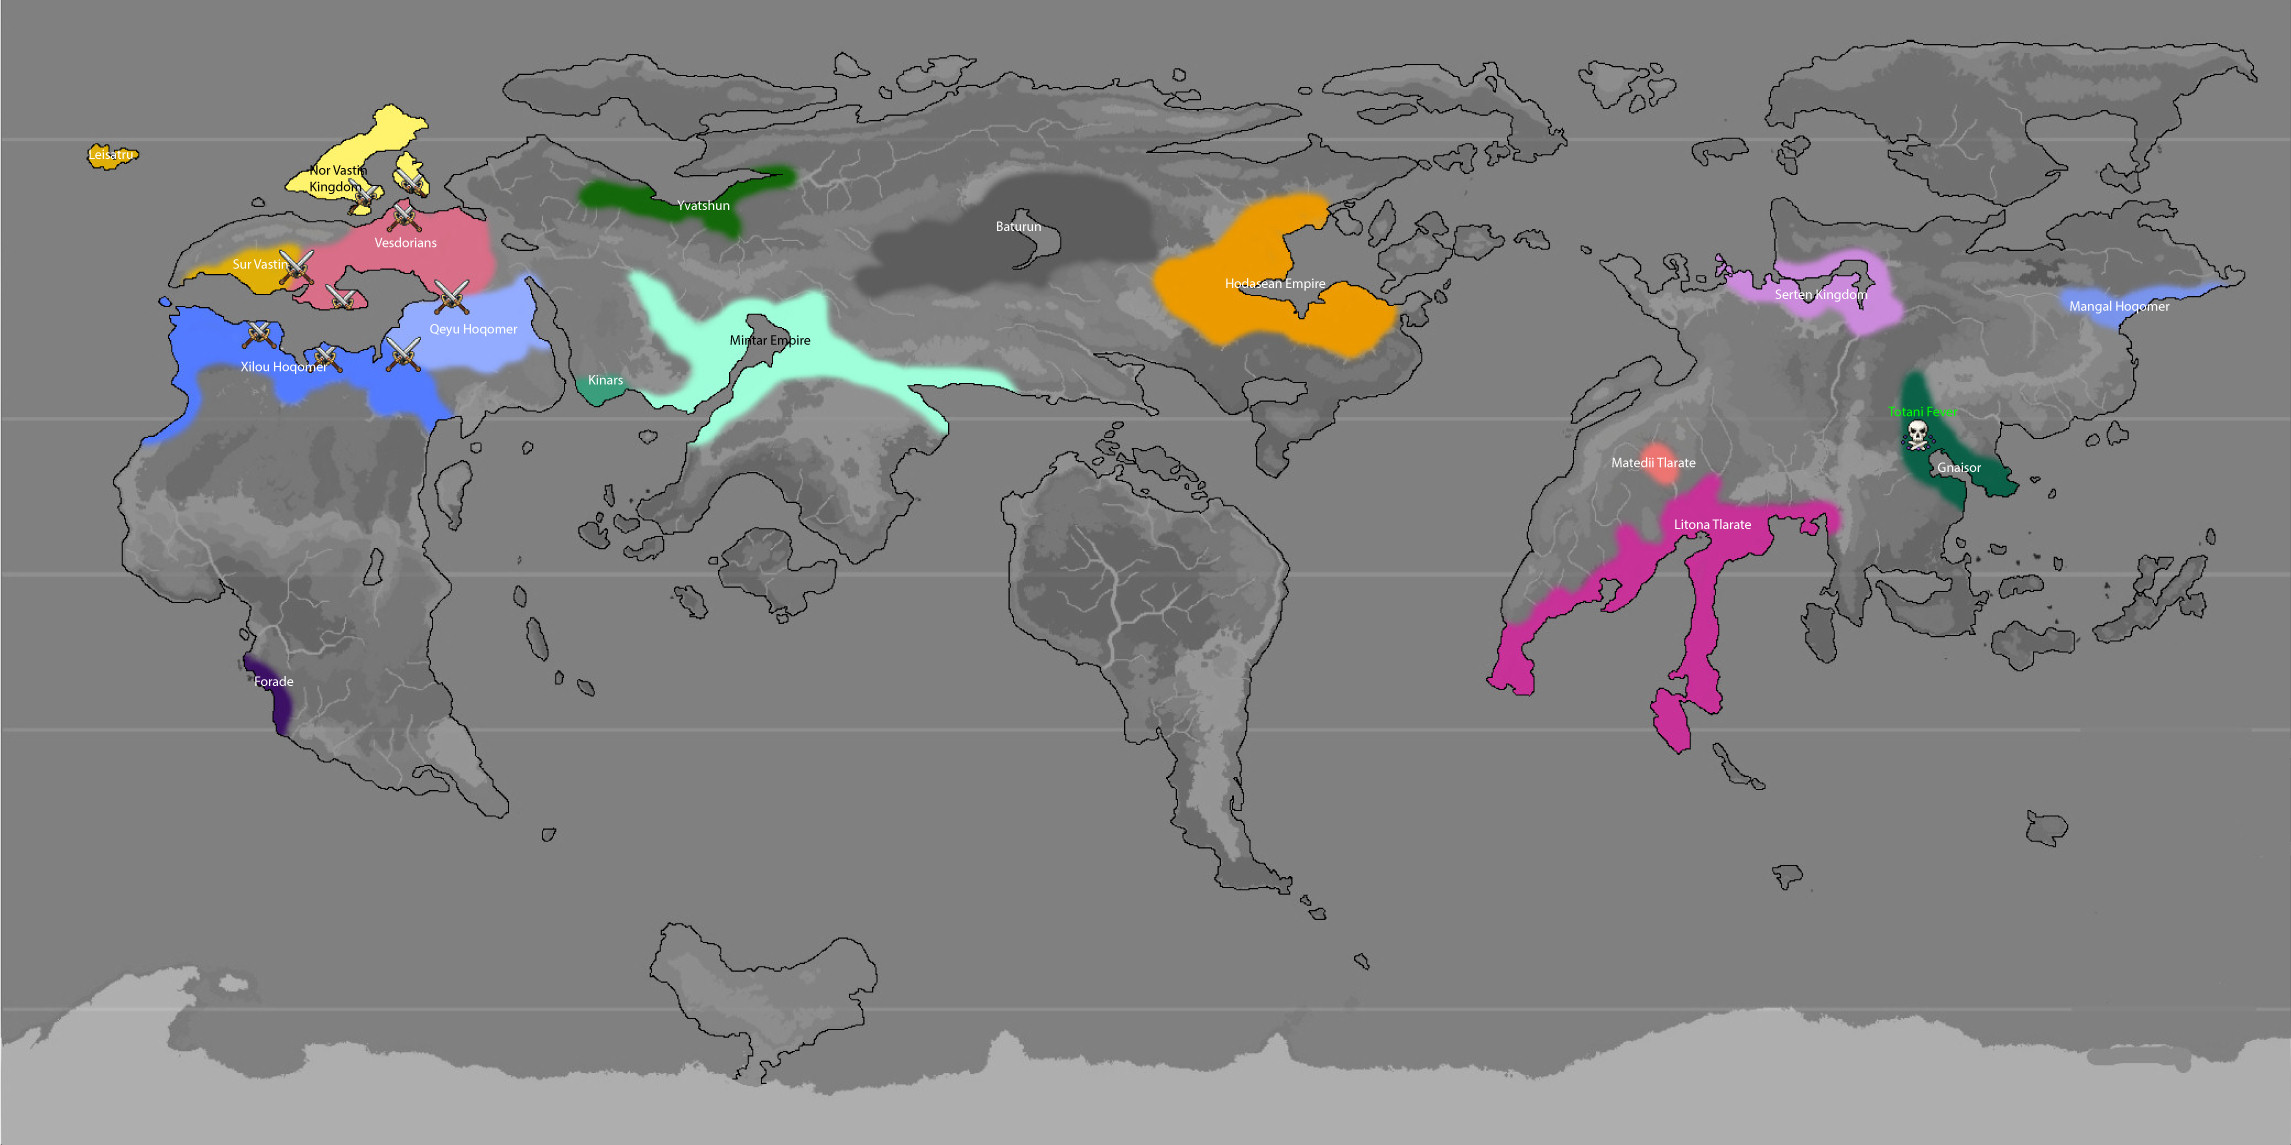 Leisatru
Nor Vastin
Kingdom
Yvatshun
Vesdorians
Sur Vastin
Baturun
Hodasean Empire
Serten Kingdom
Mangal Hoqomer
Qeyu Hoqomer
Mintar Empire
Xilou Hoqomer
Kinars
Totani Fever
Matedii Tlarate
Gnaisor
Litona Tlarate
Forade